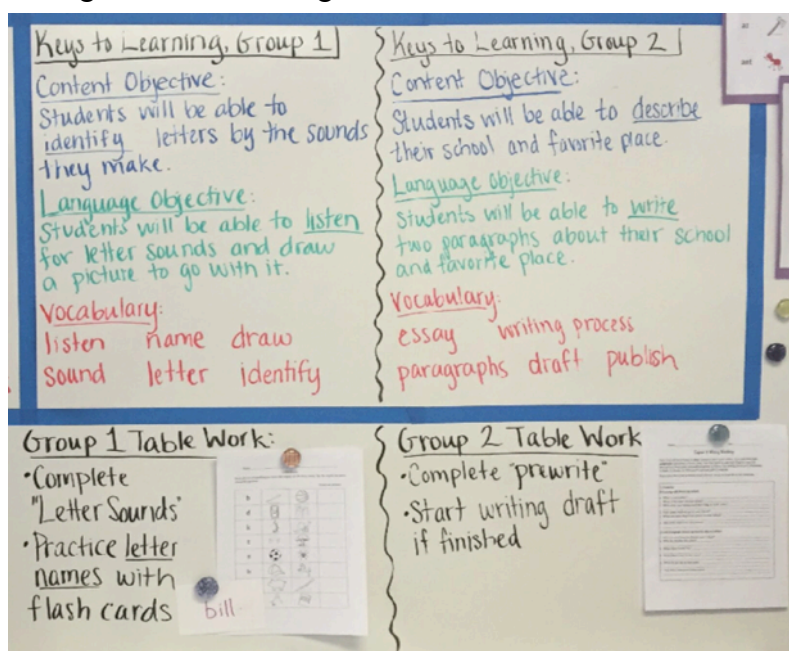 Keys to Learning, Group 1
Content Objective:
Students will be able to
identify letters by the sounds
they make.
Language Objective:
Students will be able to listen
for letter sounds and draw
a picture to go with it.
Vocabulary:
listen name draw
sound letter identify
Keys to Learning, Group 2
Content Objective:
Students will be able to describe
their school and favorite place.
Language Objective:
Students will be able to write
two paragraphs about their school
and favorite place.
Vocabulary:
essay writing process
paragraphs draft publish
Group 1 Table Work:
•Complete
"Letter Sounds"
•Practice letter
names with
flash cards
bill
Group 2 Table Work
•Complete "prewrite"
•Start writing draft
if finished